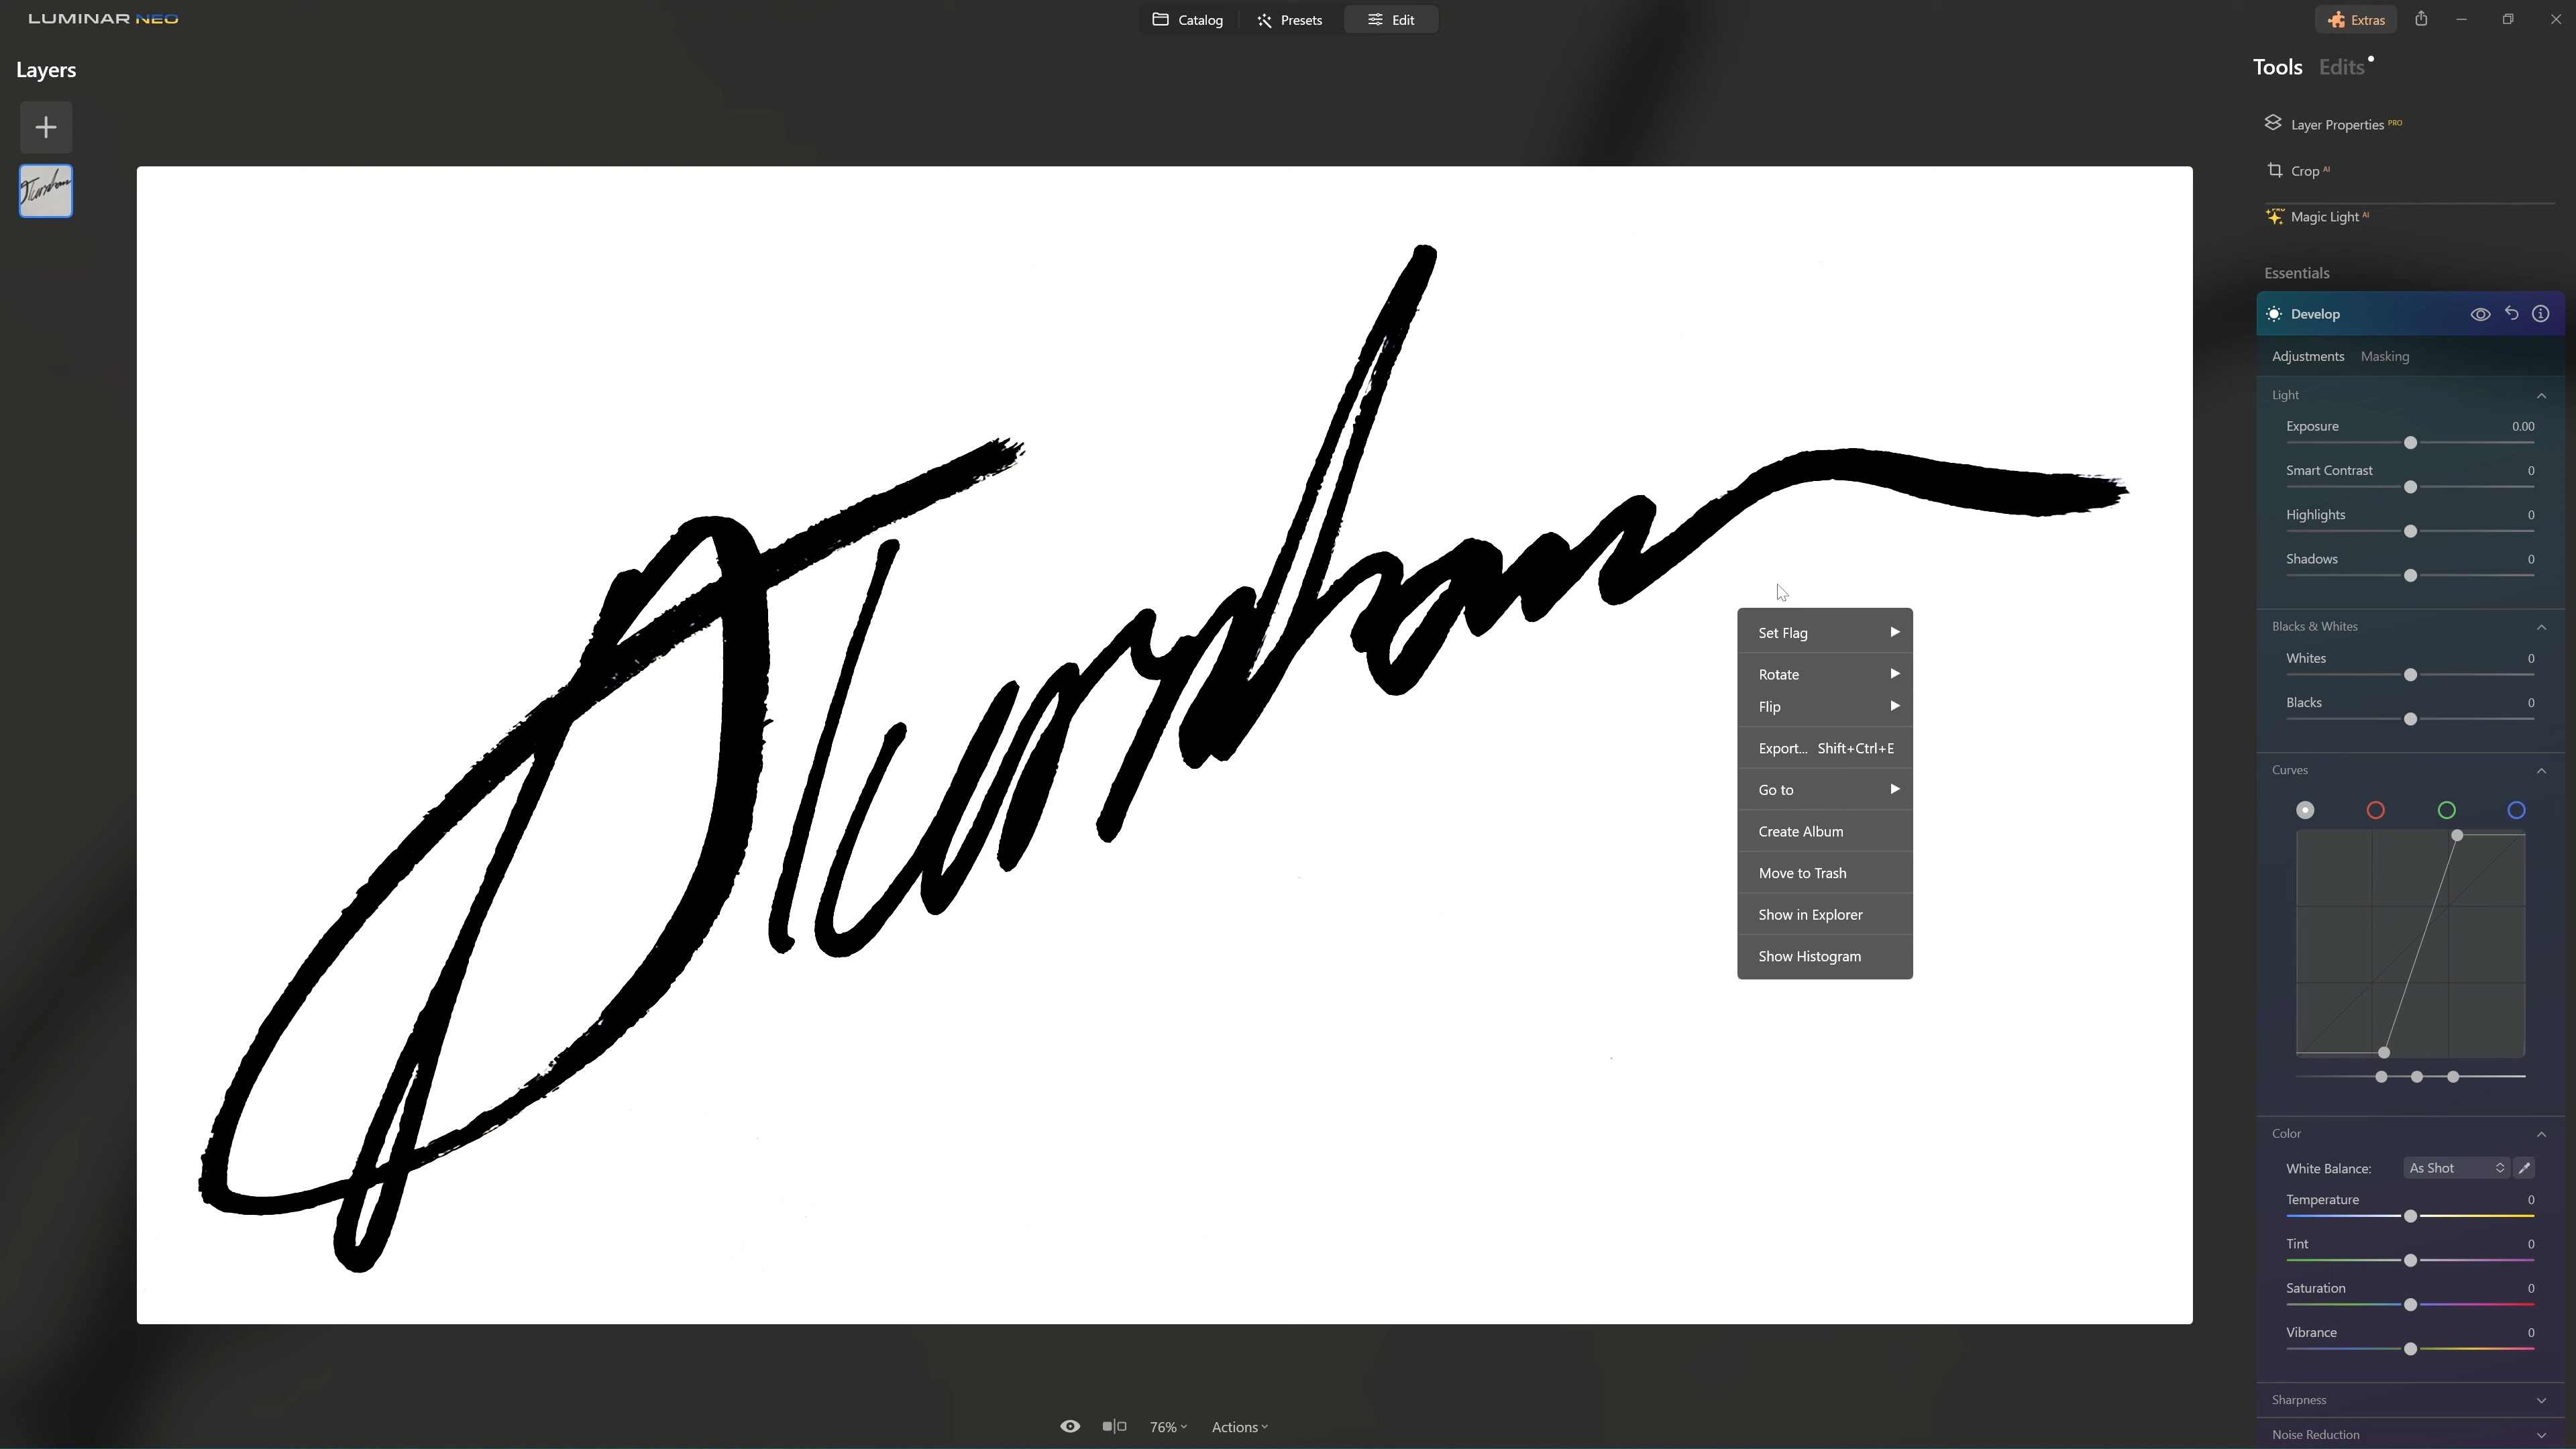 LUMINAR NEO
Catalog
Presets
Edit
Extras
Layers
Tools Edits
Layer Properties PRO
Crop AI
Magic Light AI
Essentials
Develop
Adjustments Masking
Light
Exposure 0.00
Smart Contrast 0
Highlights 0
Shadows 0
Blacks & Whites
Whites 0
Blacks 0
Curves
Color
White Balance: As Shot
Temperature 0
Tint 0
Saturation 0
Vibrance 0
Sharpness
Noise Reduction
Set Flag
Rotate
Flip
Export... Shift+Ctrl+E
Go to
Create Album
Move to Trash
Show in Explorer
Show Histogram
76%
Actions